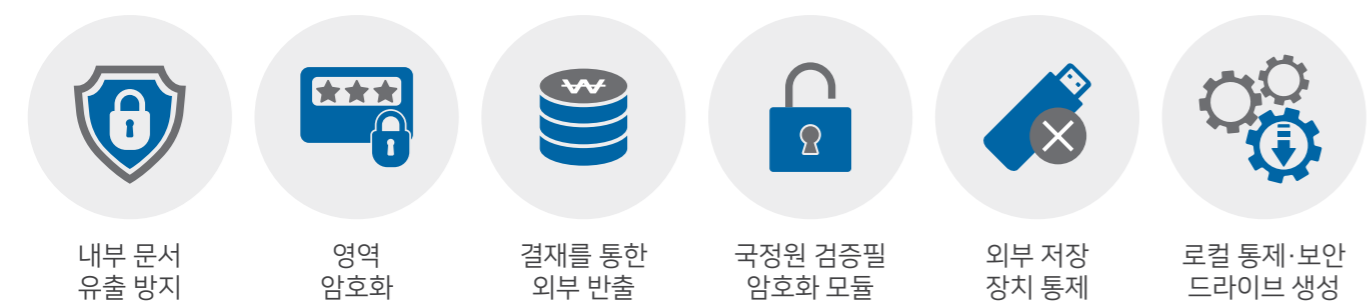 ₩
내부 문서
유출 방지
영역
암호화
결재를 통한
외부 반출
국정원 검증필
암호화 모듈
외부 저장
장치 통제
로컬 통제·보안
드라이브 생성